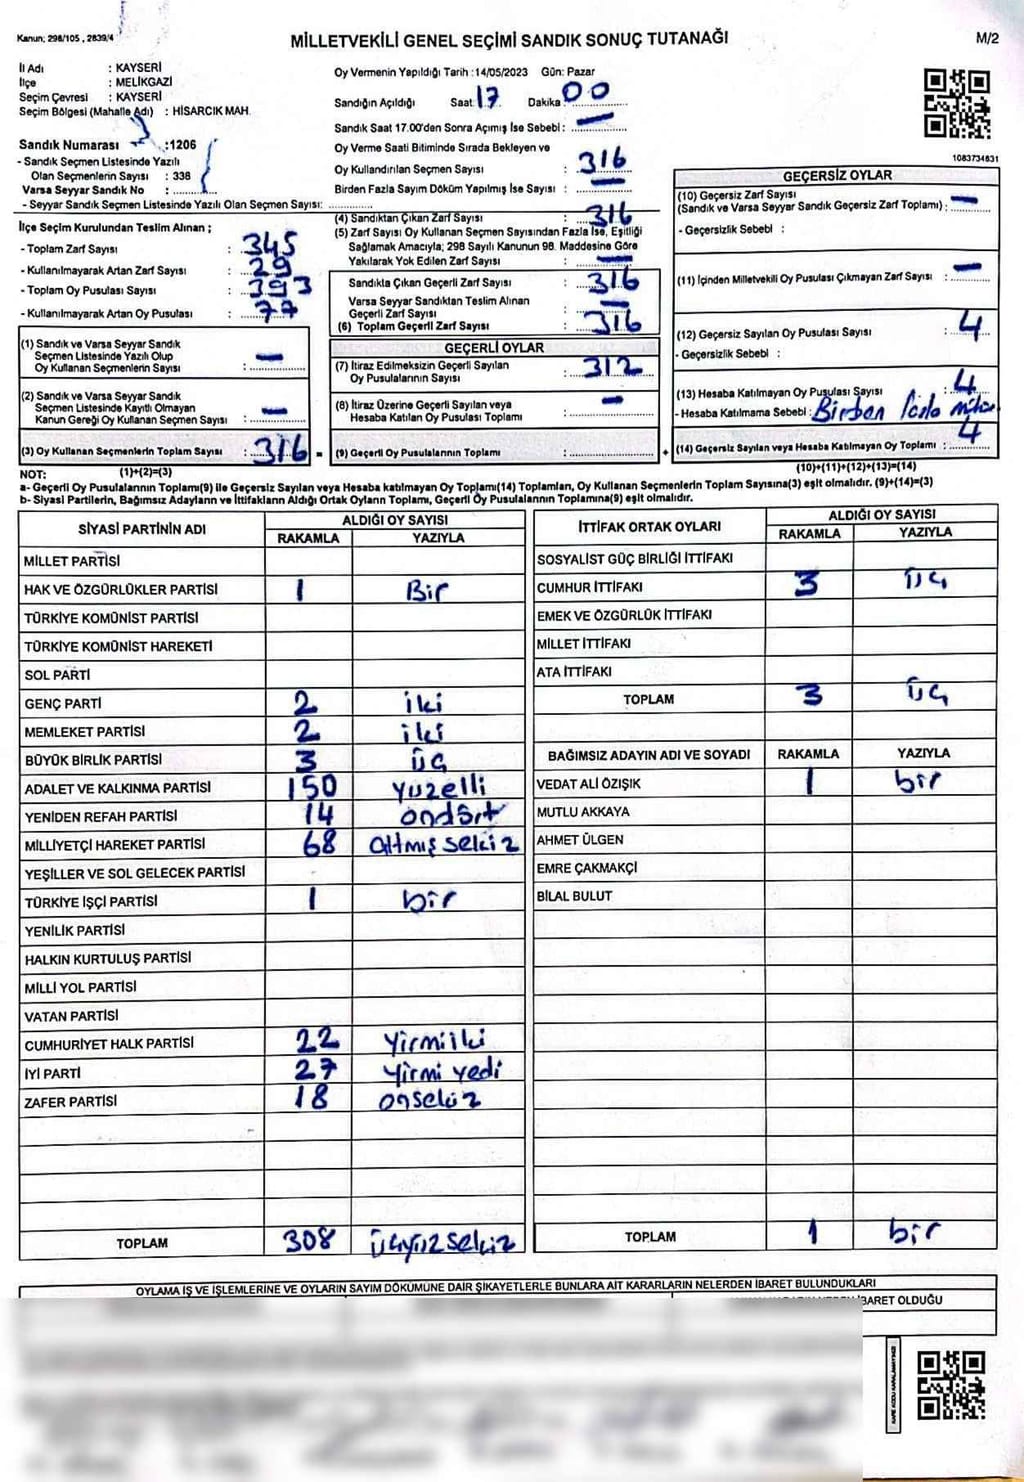 Kanun; 298/105 , 2839/4
MİLLETVEKİLİ GENEL SEÇİMİ SANDIK SONUÇ TUTANAĞI
M/2
İl Adı : KAYSERİ
İlçe : MELİKGAZİ
Seçim Çevresi : KAYSERİ
Seçim Bölgesi (Mahalle Adı) : HİSARCIK MAH.
Sandık Numarası :1206
- Sandık Seçmen Listesinde Yazılı
Olan Seçmenlerin Sayısı : 338
Varsa Seyyar Sandık No : ............
- Seyyar Sandık Seçmen Listesinde Yazılı Olan Seçmen Sayısı: ............
Oy Vermenin Yapıldığı Tarih :14/05/2023 Gün: Pazar
Sandığın Açıldığı Saat: 17 Dakika 00
Sandık Saat 17.00'den Sonra Açımış İse Sebebi : —
Oy Verme Saati Bitiminde Sırada Bekleyen ve
Oy Kullandırılan Seçmen Sayısı : 316
Birden Fazla Sayım Döküm Yapılmış İse Sayısı : —
1083734631
İlçe Seçim Kurulundan Teslim Alınan ;
- Toplam Zarf Sayısı : 345
- Kullanılmayarak Artan Zarf Sayısı : 29
- Toplam Oy Pusulası Sayısı : 393
- Kullanılmayarak Artan Oy Pusulası : 77
(4) Sandıktan Çıkan Zarf Sayısı : 316
(5) Zarf Sayısı Oy Kullanan Seçmen Sayısından Fazla İse, Eşitliği
Sağlamak Amacıyla; 298 Sayılı Kanunun 98. Maddesine Göre
Yakılarak Yok Edilen Zarf Sayısı : —
Sandıkla Çıkan Geçerli Zarf Sayısı : 316
Varsa Seyyar Sandıktan Teslim Alınan
Geçerli Zarf Sayısı : —
(6) Toplam Geçerli Zarf Sayısı : 316
GEÇERSİZ OYLAR
(10) Geçersiz Zarf Sayısı
(Sandık ve Varsa Seyyar Sandık Geçersiz Zarf Toplamı) : —
- Geçersizlik Sebebi :
(11) İçinden Milletvekili Oy Pusulası Çıkmayan Zarf Sayısı : —
(12) Geçersiz Sayılan Oy Pusulası Sayısı : 4
- Geçersizlik Sebebi :
(13) Hesaba Katılmayan Oy Pusulası Sayısı : 4
- Hesaba Katılmama Sebebi : Birden fazla
(14) Geçersiz Sayılan veya Hesaba Katılmayan Oy Toplamı : 4
(10)+(11)+(12)+(13)=(14)
(1) Sandık ve Varsa Seyyar Sandık
Seçmen Listesinde Yazılı Olup
Oy Kullanan Seçmenlerin Sayısı : —
(2) Sandık ve Varsa Seyyar Sandık
Seçmen Listesinde Kayıtlı Olmayan
Kanun Gereği Oy Kullanan Seçmen Sayısı : —
(3) Oy Kullanan Seçmenlerin Toplam Sayısı : 316 =
(1)+(2)=(3)
GEÇERLİ OYLAR
(7) İtiraz Edilmeksizin Geçerli Sayılan
Oy Pusulalarının Sayısı : 312
(8) İtiraz Üzerine Geçerli Sayılan veya
Hesaba Katılan Oy Pusulası Toplamı : —
(9) Geçerli Oy Pusulalarının Toplamı : ............ +
NOT:
a- Geçerli Oy Pusulalarının Toplamı(9) ile Geçersiz Sayılan veya Hesaba katılmayan Oy Toplamı(14) Toplamları, Oy Kullanan Seçmenlerin Toplam Sayısına(3) eşit olmalıdır. (9)+(14)=(3)
b- Siyasi Partilerin, Bağımsız Adayların ve İttifakların Aldığı Ortak Oyların Toplamı, Geçerli Oy Pusulalarının Toplamına(9) eşit olmalıdır.
SİYASİ PARTİNİN ADI ALDIĞI OY SAYISI
RAKAMLA YAZIYLA
MİLLET PARTİSİ
HAK VE ÖZGÜRLÜKLER PARTİSİ 1 Bir
TÜRKİYE KOMÜNİST PARTİSİ
TÜRKİYE KOMÜNİST HAREKETİ
SOL PARTİ
GENÇ PARTİ 2 iki
MEMLEKET PARTİSİ 2 iki
BÜYÜK BİRLİK PARTİSİ 3 üç
ADALET VE KALKINMA PARTİSİ 150 yüzelli
YENİDEN REFAH PARTİSİ 14 ondört
MİLLİYETÇİ HAREKET PARTİSİ 68 altmış sekiz
YEŞİLLER VE SOL GELECEK PARTİSİ
TÜRKİYE İŞÇİ PARTİSİ 1 bir
YENİLİK PARTİSİ
HALKIN KURTULUŞ PARTİSİ
MİLLİ YOL PARTİSİ
VATAN PARTİSİ
CUMHURİYET HALK PARTİSİ 22 Yirmiiki
İYİ PARTİ 27 Yirmi yedi
ZAFER PARTİSİ 18 onsekiz
TOPLAM 308 üçyüzsekiz
İTTİFAK ORTAK OYLARI ALDIĞI OY SAYISI
RAKAMLA YAZIYLA
SOSYALİST GÜÇ BİRLİĞİ İTTİFAKI
CUMHUR İTTİFAKI 3 üç
EMEK VE ÖZGÜRLÜK İTTİFAKI
MİLLET İTTİFAKI
ATA İTTİFAKI
TOPLAM 3 üç
BAĞIMSIZ ADAYIN ADI VE SOYADI RAKAMLA YAZIYLA
VEDAT ALİ ÖZIŞIK 1 bir
MUTLU AKKAYA
AHMET ÜLGEN
EMRE ÇAKMAKÇİ
BİLAL BULUT
TOPLAM 1 bir
OYLAMA İŞ VE İŞLEMLERİNE VE OYLARIN SAYIM DÖKÜMÜNE DAİR ŞİKAYETLERLE BUNLARA AİT KARARLARIN NELERDEN İBARET BULUNDUKLARI
İBARET OLDUĞU
KARE KODU KARALAMAYINIZ!